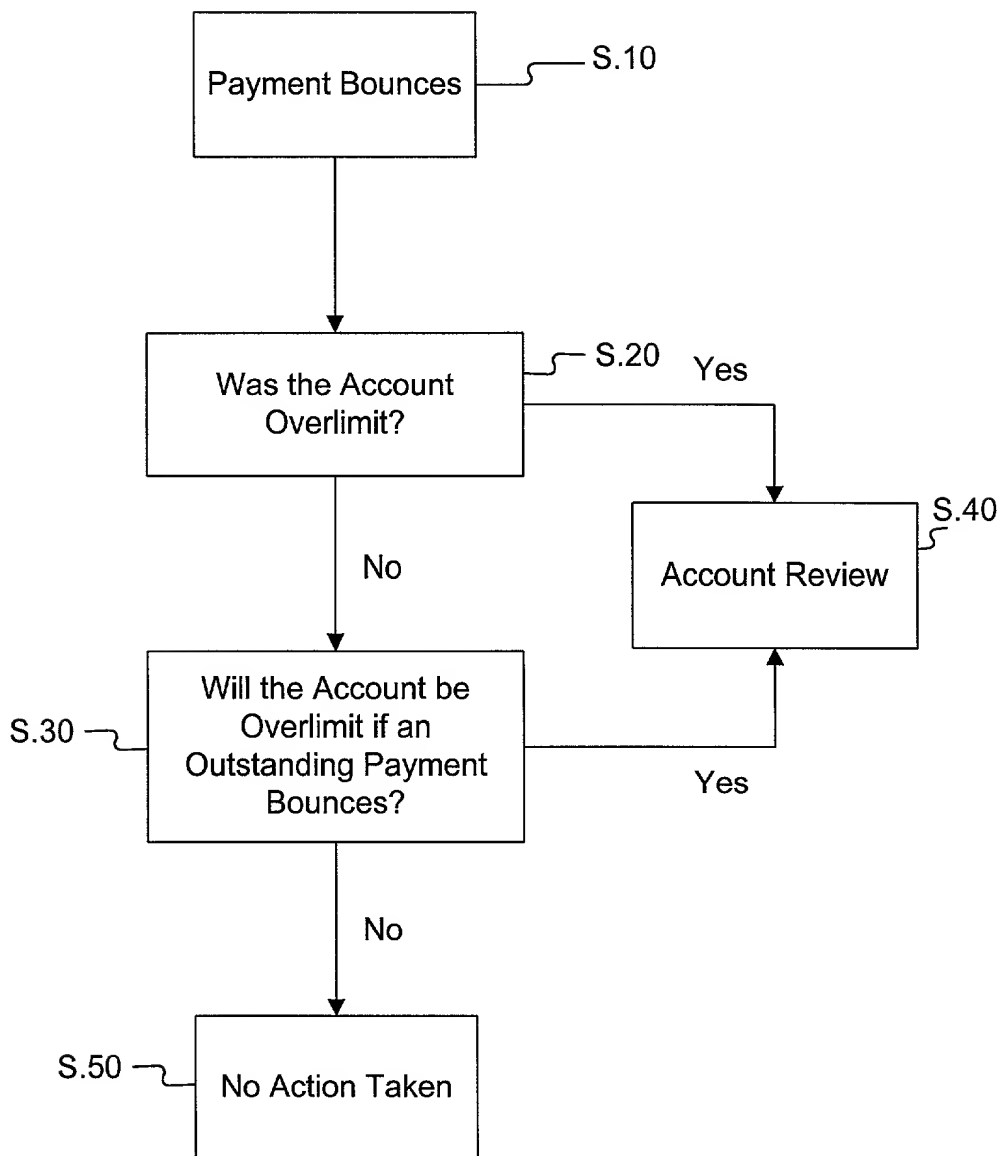 Payment Bounces
S.10
Was the Account
Overlimit?
S.20
Yes
No
S.40
Account Review
Will the Account be
Overlimit if an
Outstanding Payment
Bounces?
S.30
Yes
No
S.50
No Action Taken